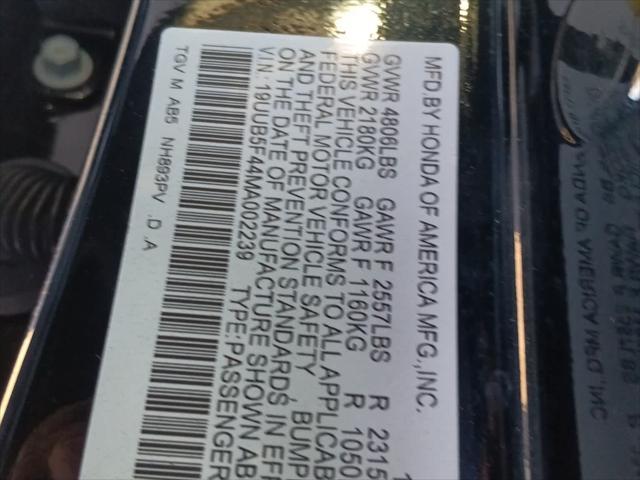 MFD BY HONDA OF AMERICA MFG.,INC. 1
GVWR 4806LBS GAWR F 2557LBS R 2315
GVWR 2180KG GAWR F 1160KG R 1050
THIS VEHICLE CONFORMS TO ALL APPLICAB
FEDERAL MOTOR VEHICLE SAFETY , BUMP
AND THEFT PREVENTION STANDARDS IN EFF
ON THE DATE OF MANUFACTURE SHOWN AB
V.I.N.: 19UUB5F44MA002239 TYPE:PASSENGER
TGV M AB5 NH893PV .D .A